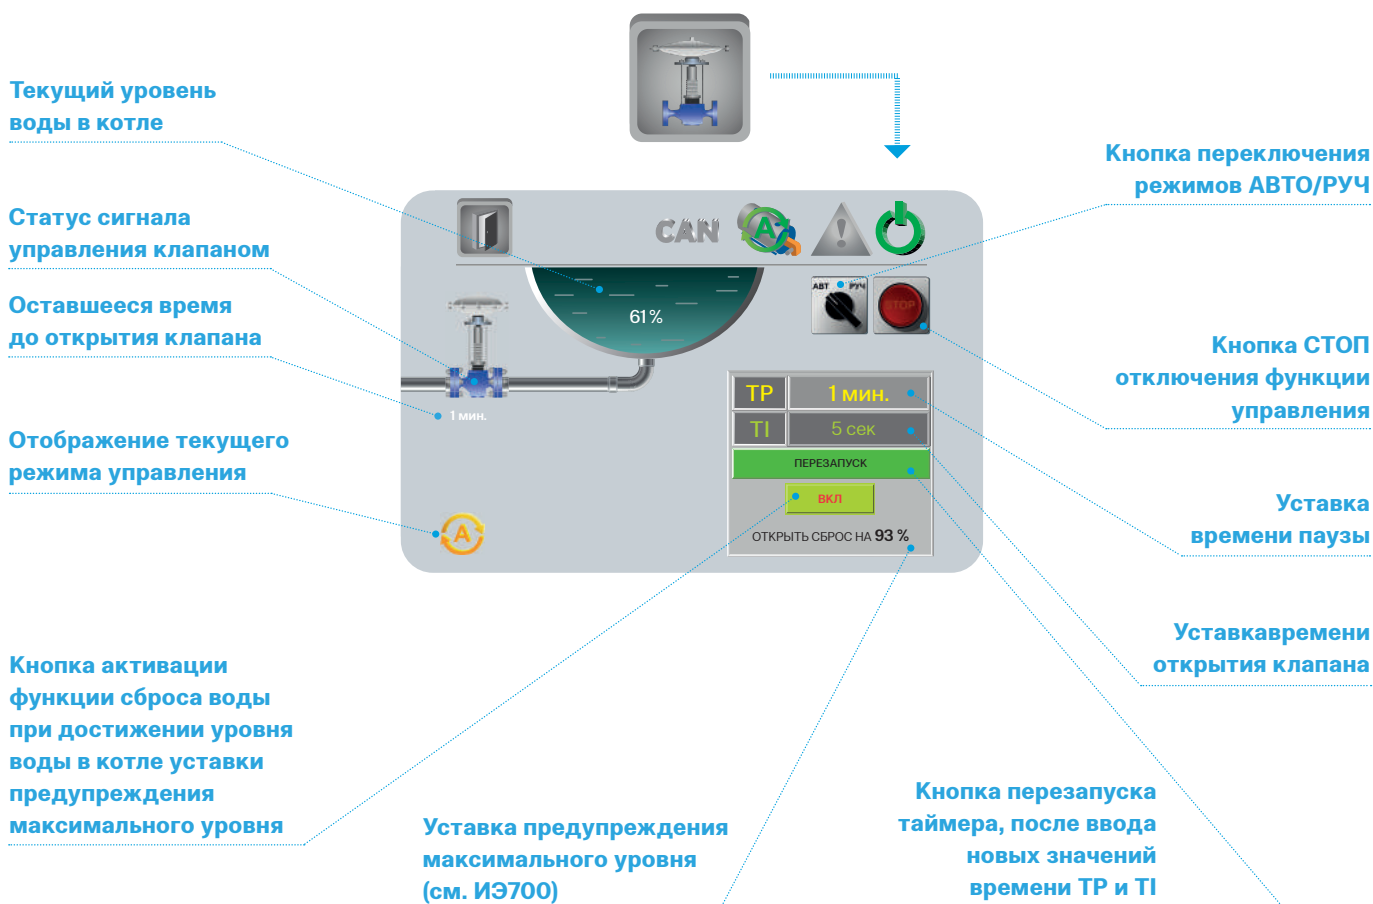 Текущий уровень
воды в котле
Статус сигнала
управления клапаном
Оставшееся время
до открытия клапана
Отображение текущего
режима управления
Кнопка активации
функции сброса воды
при достижении уровня
воды в котле уставки
предупреждения
максимального уровня
CAN
A
61%
АВТ РУЧ
STOP
1 мин.
TP 1 мин.
TI 5 сек
ПЕРЕЗАПУСК
ВКЛ
ОТКРЫТЬ СБРОС НА 93 %
A
Кнопка переключения
режимов АВТО/РУЧ
Кнопка СТОП
отключения функции
управления
Уставка
времени паузы
Уставкавремени
открытия клапана
Уставка предупреждения
максимального уровня
(см. ИЭ700)
Кнопка перезапуска
таймера, после ввода
новых значений
времени TP и TI